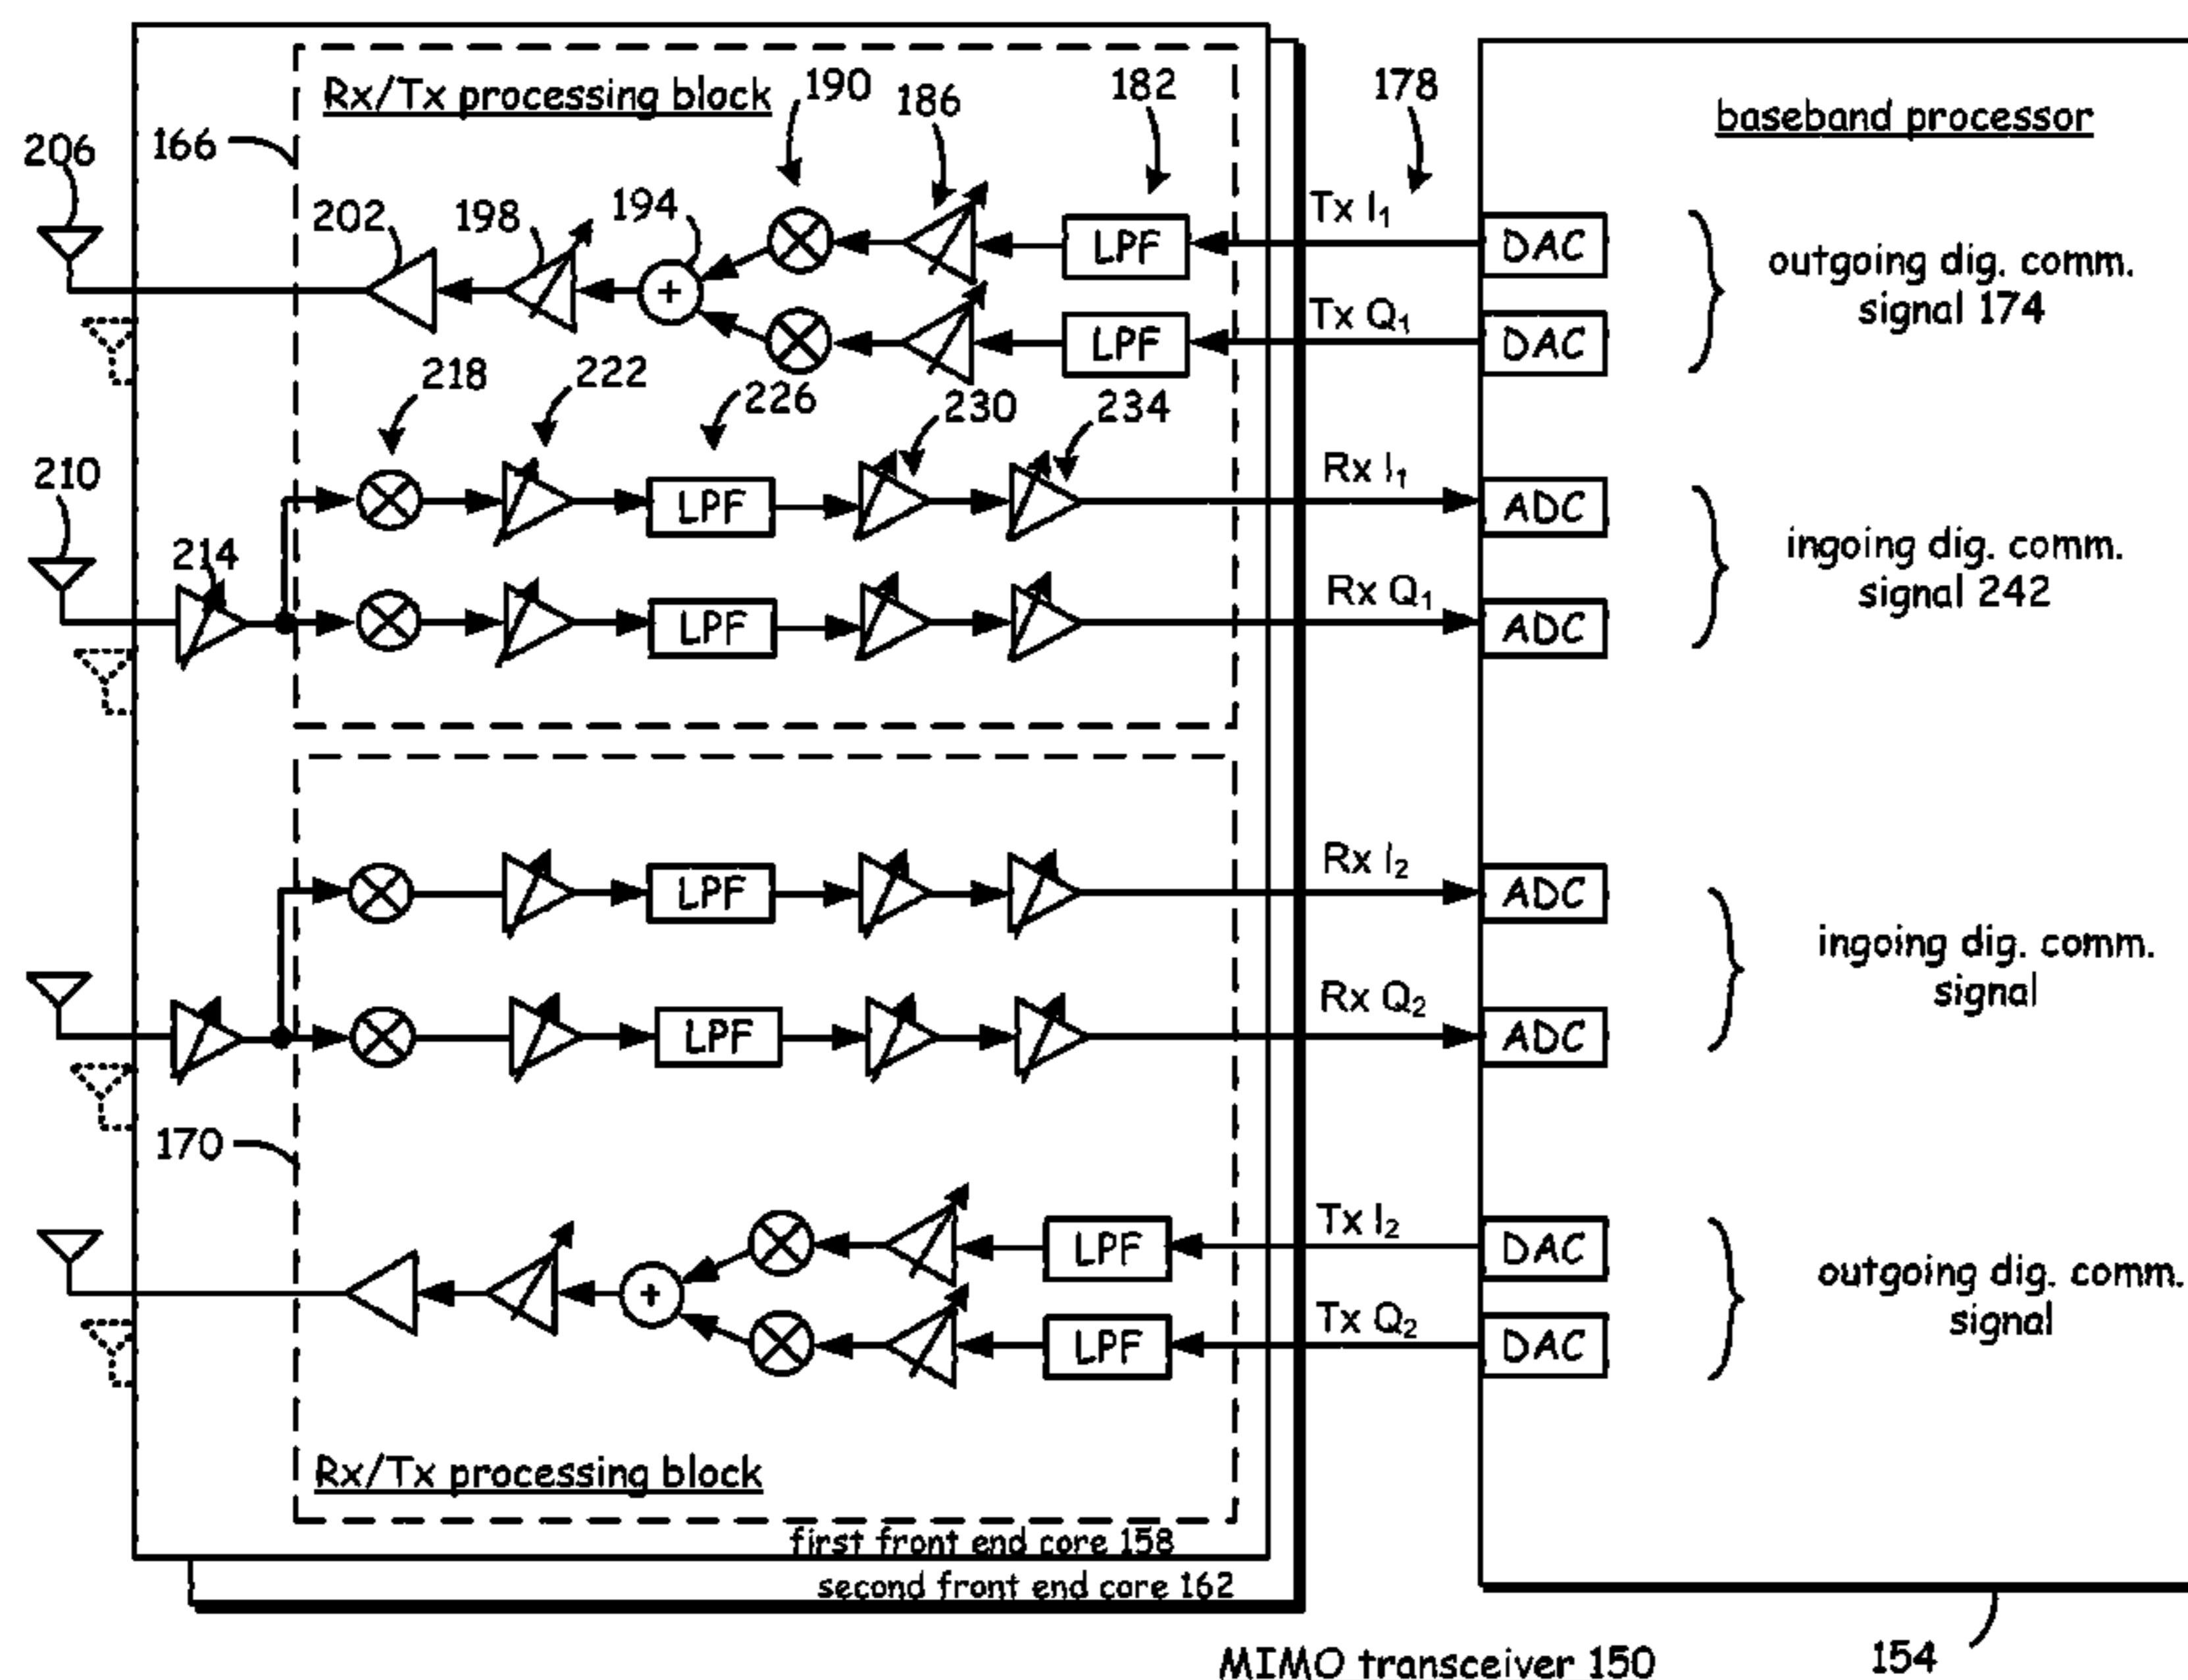 Rx/Tx processing block
190
186
182
178
baseband processor
206
166
202
198
194
Tx I₁
LPF
DAC
outgoing dig. comm.
signal 174
Tx Q₁
LPF
DAC
218
222
226
230
234
210
Rx I₁
LPF
ADC
ingoing dig. comm.
signal 242
214
Rx Q₁
LPF
ADC
Rx I₂
LPF
ADC
ingoing dig. comm.
signal
Rx Q₂
LPF
ADC
170
Tx I₂
LPF
DAC
outgoing dig. comm.
signal
Tx Q₂
LPF
DAC
Rx/Tx processing block
first front end core 158
second front end core 162
MIMO transceiver 150
154